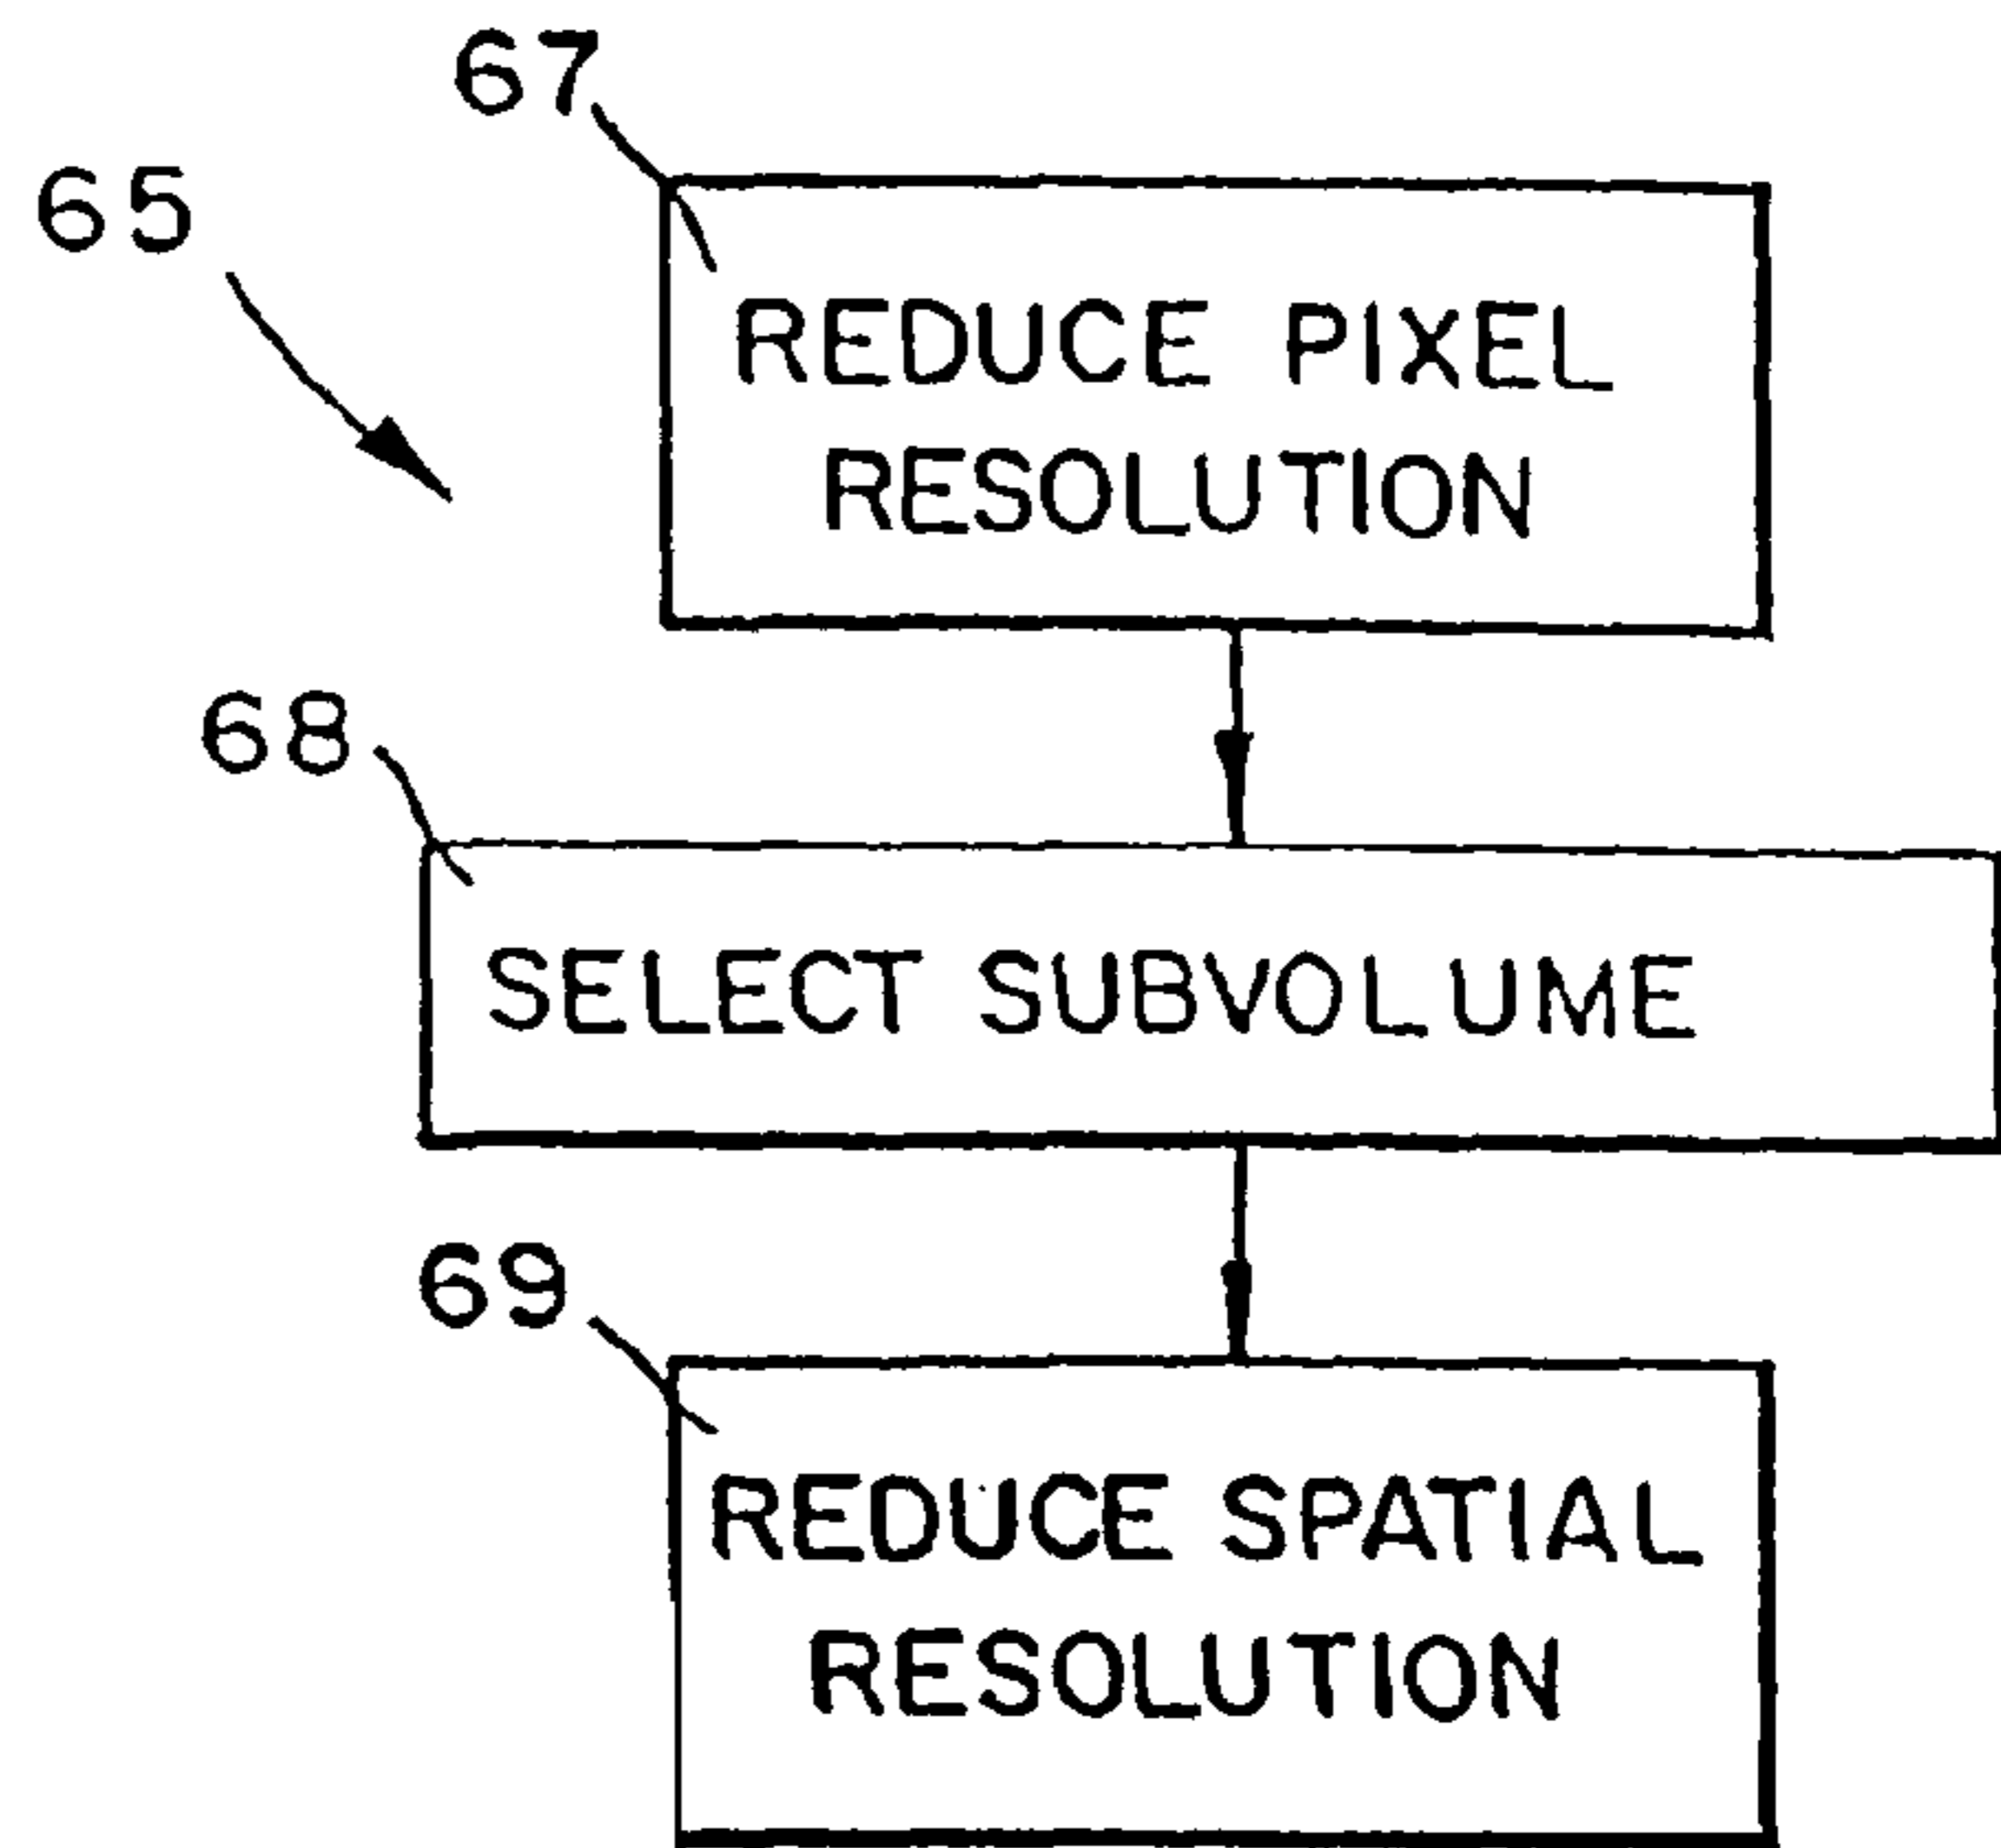 67
65
REDUCE PIXEL
RESOLUTION
68
SELECT SUBVOLUME
69
REDUCE SPATIAL
RESOLUTION